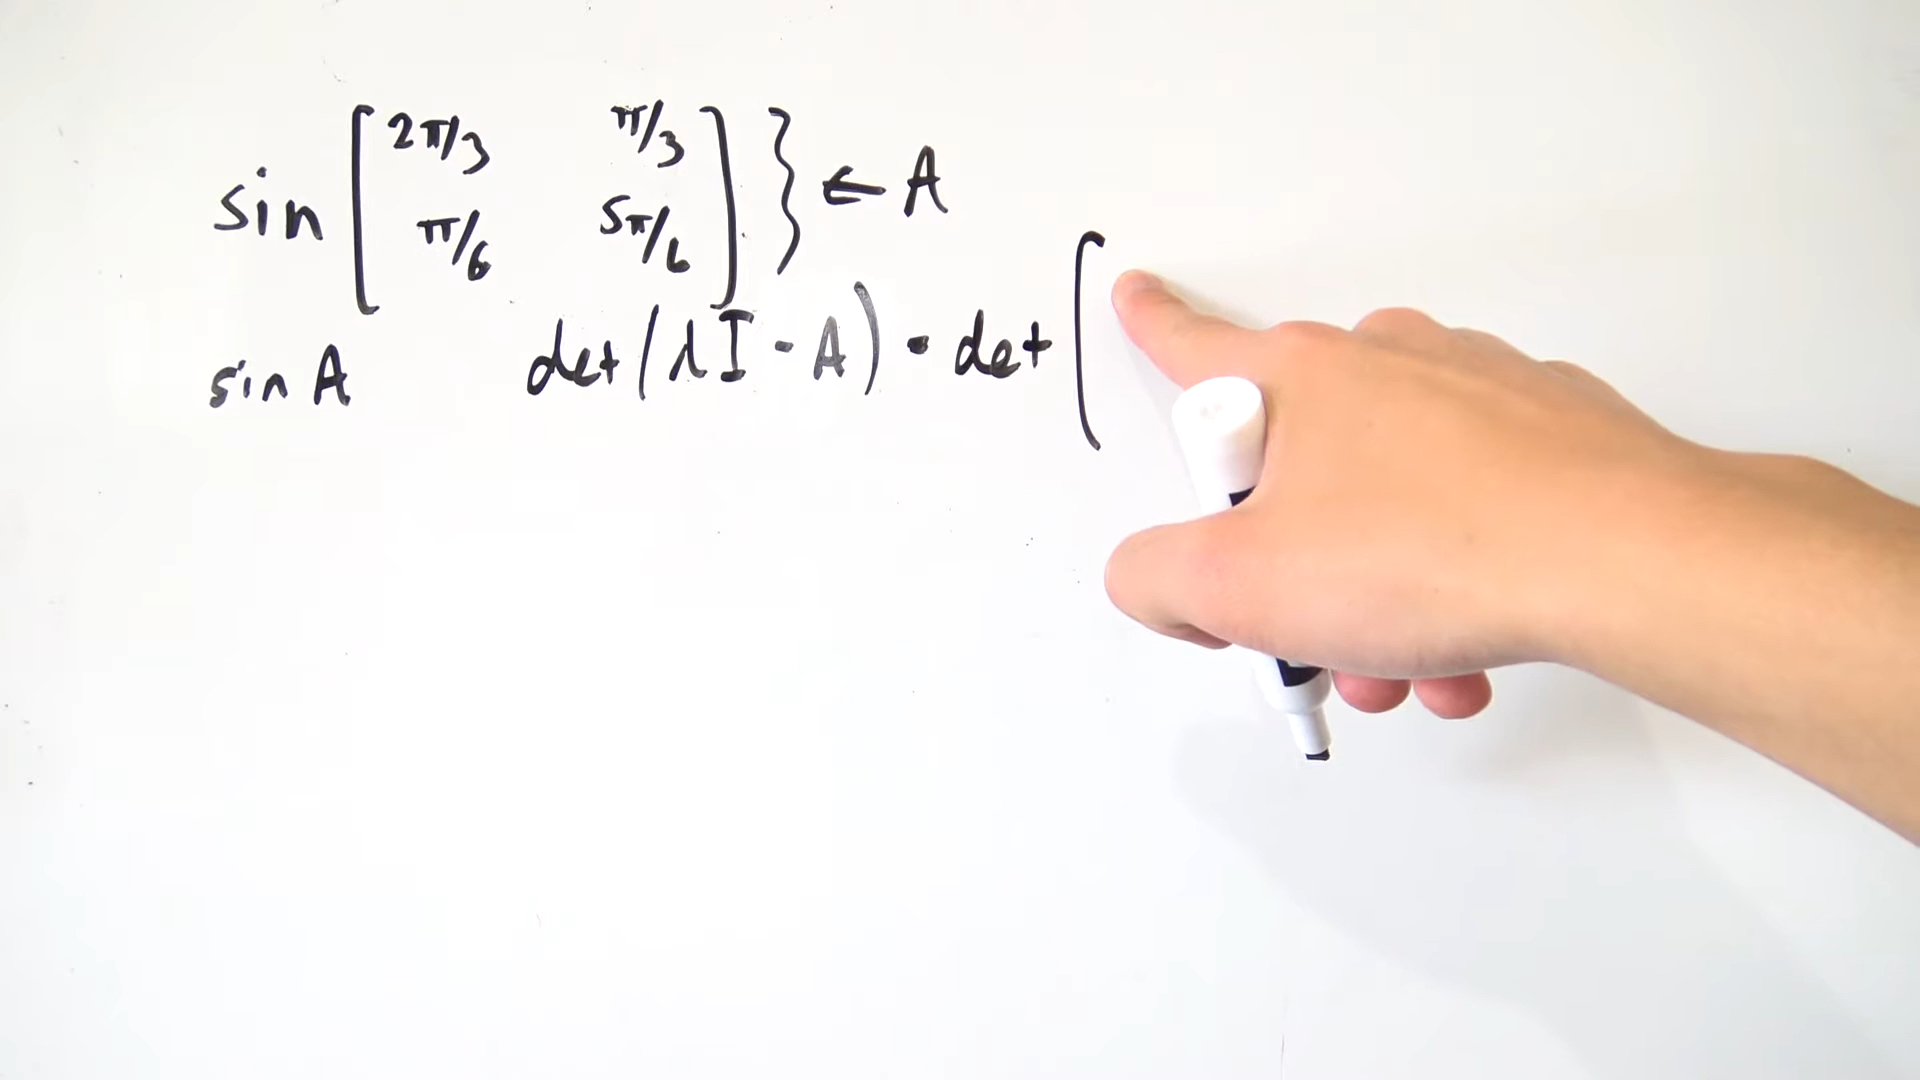 sin [ 2π/3 π/3 ] } ← A
π/6 5π/6
sin A det(λI - A) = det (